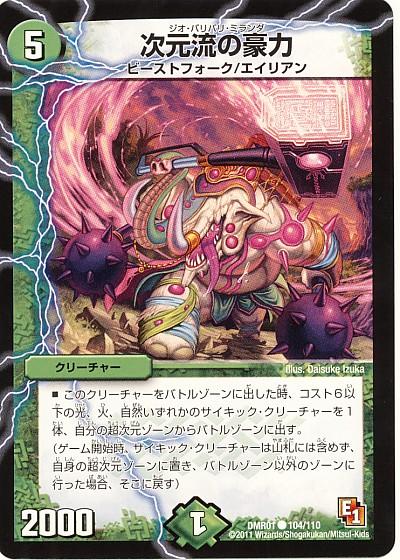 5
ジオ・バリバリ・ミランダ
次元流の豪力
ビーストフォーク/エイリアン
illus. Daisuke Izuka
クリーチャー
■ このクリーチャーをバトルゾーンに出した時、コスト6以
下の光、火、自然いずれかのサイキック・クリーチャーを1
体、自分の超次元ゾーンからバトルゾーンに出す。
(ゲーム開始時、サイキック・クリーチャーは山札には含めず、
自身の超次元ゾーンに置き、バトルゾーン以外のゾーン
に行った場合、そこに戻す)
2000
1
E1
DMR01 ● 104/110
©2011 Wizards/Shogakukan/Mitsui-Kids